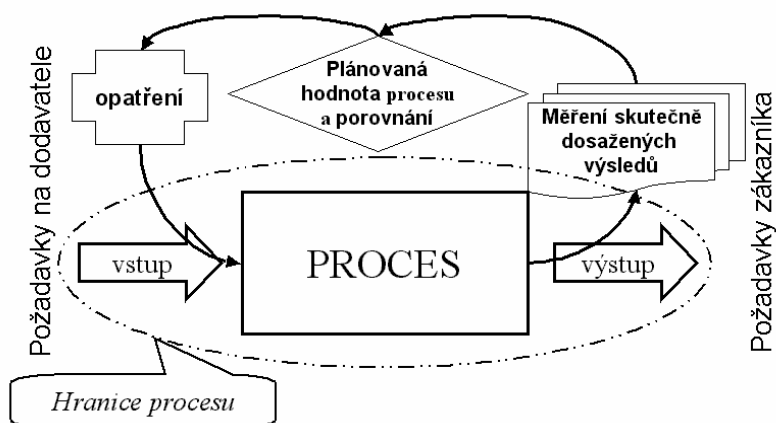 Požadavky na dodavatele
opatření
Plánovaná
hodnota procesu
a porovnání
Měření skutečně
dosažených
výsledů
Požadavky zákazníka
vstup
PROCES
výstup
Hranice procesu